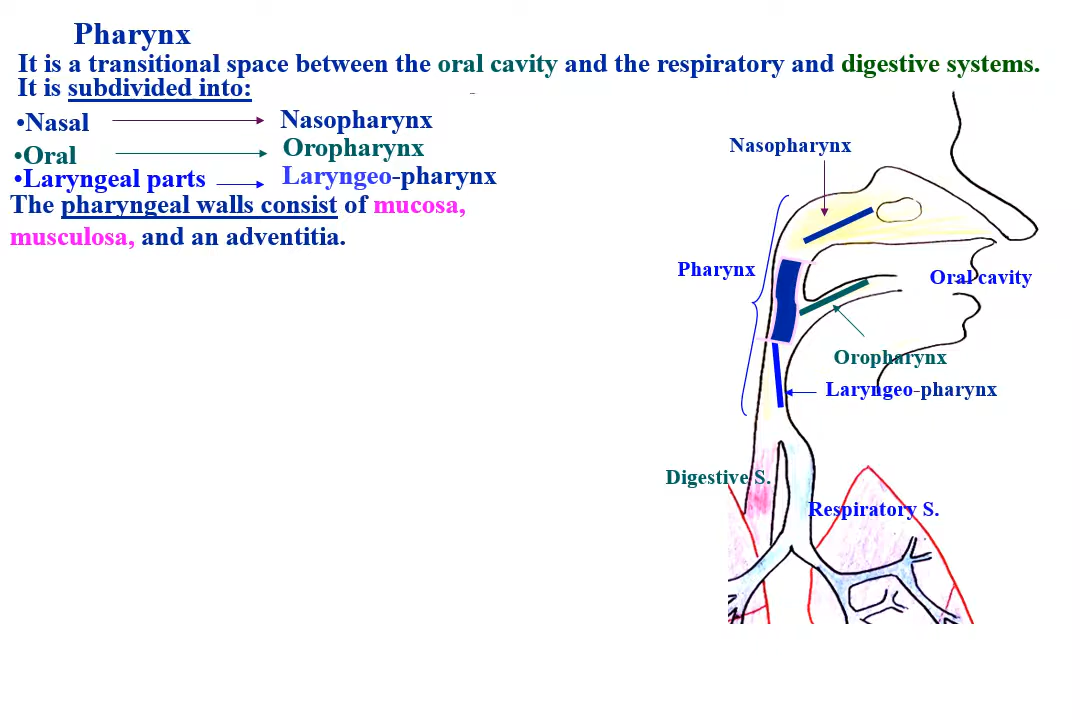 Pharynx
It is a transitional space between the oral cavity and the respiratory and digestive systems.
It is subdivided into:
•Nasal Nasopharynx
•Oral Oropharynx
•Laryngeal parts Laryngeo-pharynx
The pharyngeal walls consist of mucosa,
musculosa, and an adventitia.
Nasopharynx
Pharynx
Oral cavity
Oropharynx
Laryngeo-pharynx
Digestive S.
Respiratory S.